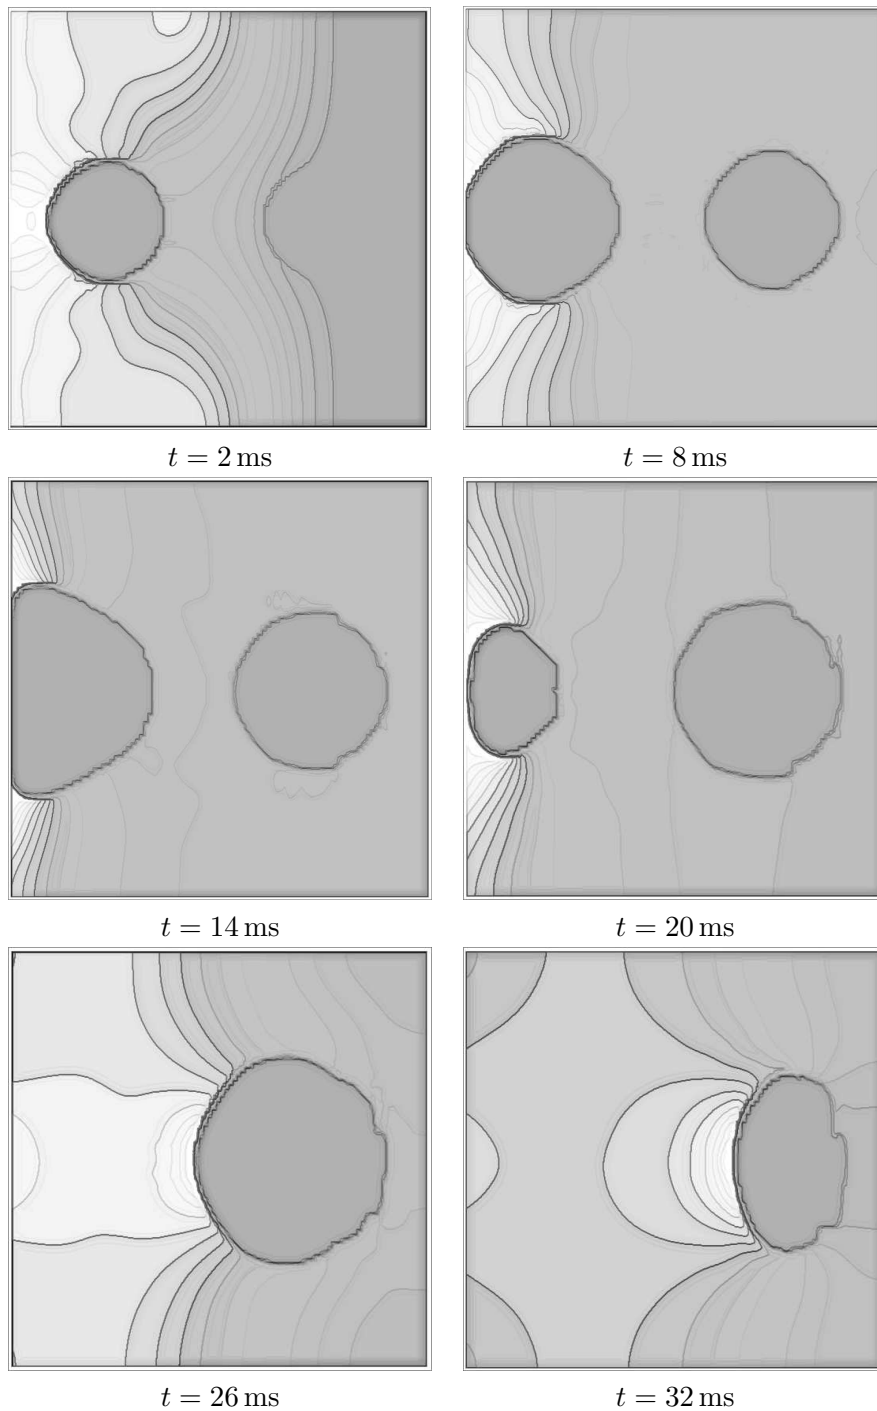 t = 2 ms
t = 8 ms
t = 14 ms
t = 20 ms
t = 26 ms
t = 32 ms